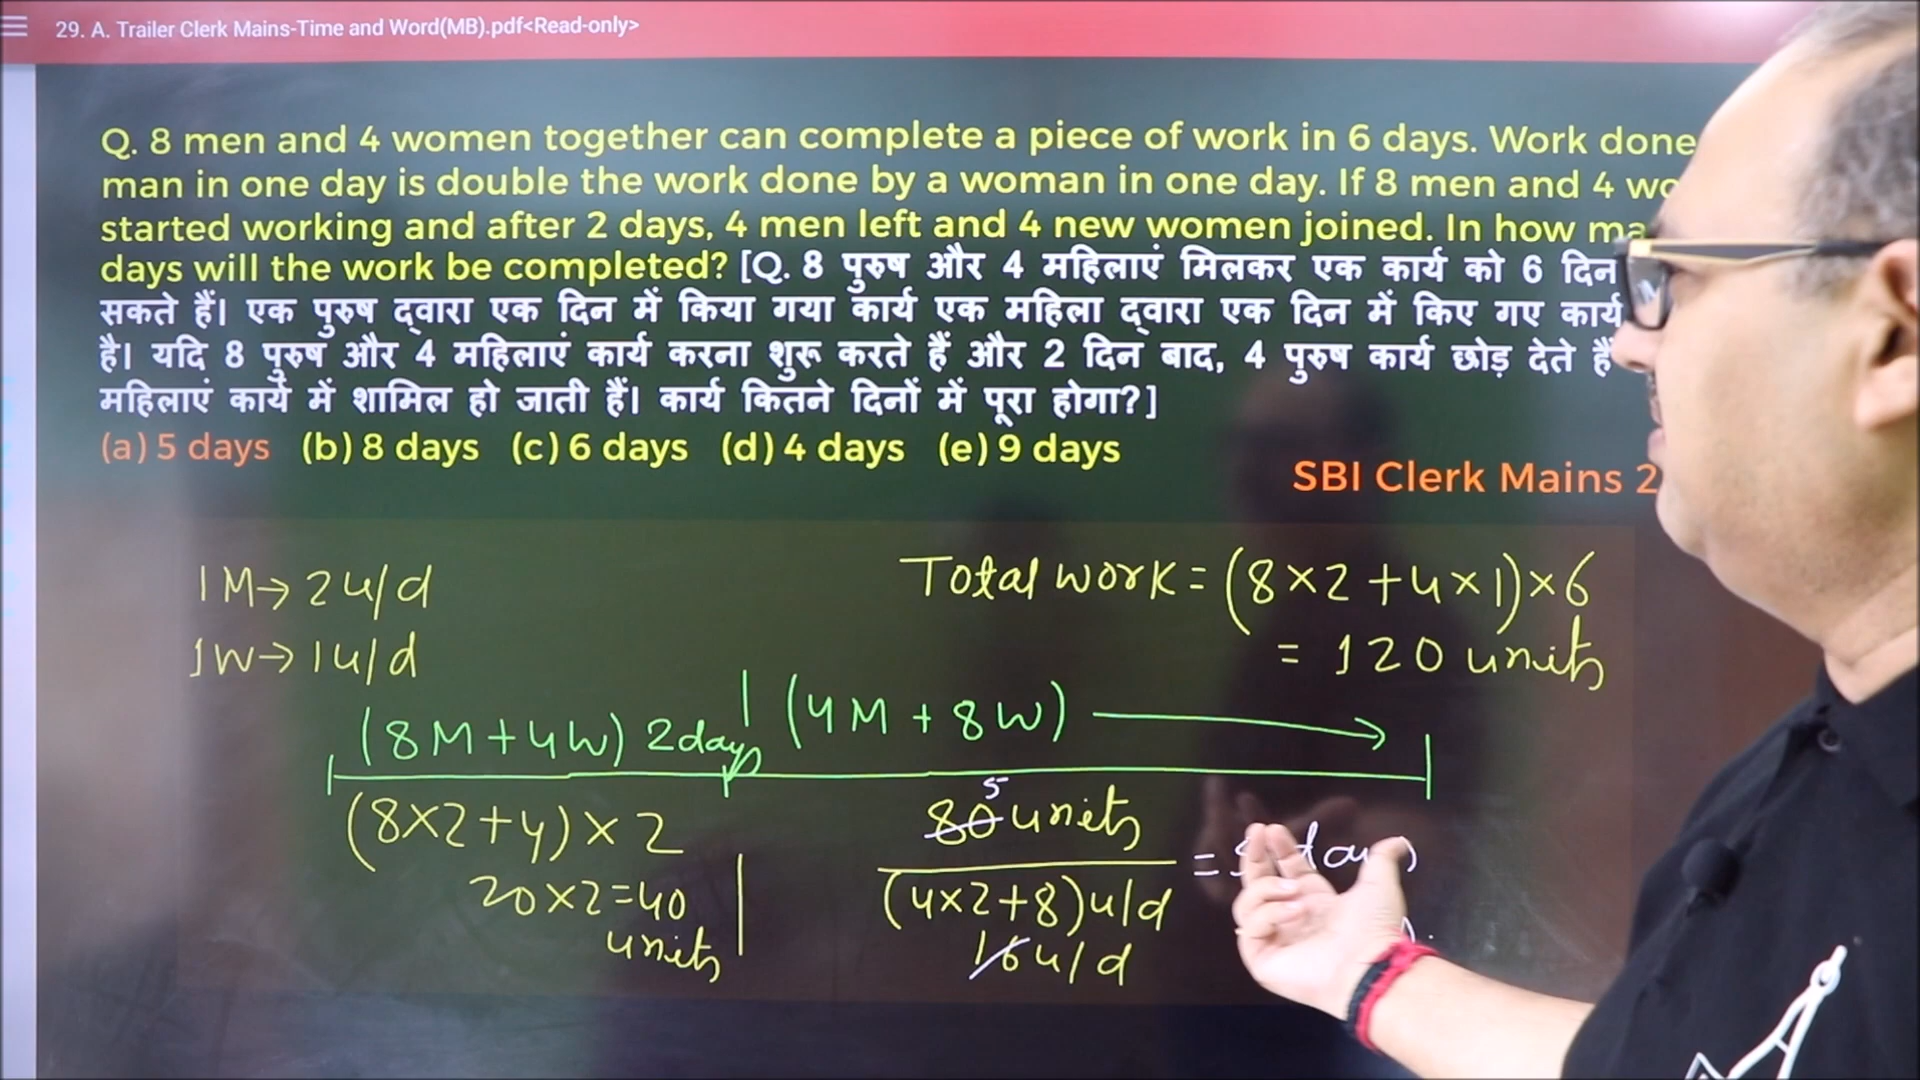 29. A. Trailer Clerk Mains-Time and Word(MB).pdf<Read-only>
Q. 8 men and 4 women together can complete a piece of work in 6 days. Work done
man in one day is double the work done by a woman in one day. If 8 men and 4 wo
started working and after 2 days, 4 men left and 4 new women joined. In how ma
days will the work be completed? [Q. 8 पुरुष और 4 महिलाएं मिलकर एक कार्य को 6 दिन
सकते हैं। एक पुरुष द्वारा एक दिन में किया गया कार्य एक महिला द्वारा एक दिन में किए गए कार्य
है। यदि 8 पुरुष और 4 महिलाएं कार्य करना शुरू करते हैं और 2 दिन बाद, 4 पुरुष कार्य छोड़ देते हैं
महिलाएं कार्य में शामिल हो जाती हैं। कार्य कितने दिनों में पूरा होगा?]
(a) 5 days (b) 8 days (c) 6 days (d) 4 days (e) 9 days
SBI Clerk Mains 2
1M→2u/d
Total work = (8×2+4×1)×6
1W→1u/d
= 120 units
(8M+4W) 2days (4M+8W)
(8×2+4)×2
5
80 units
20×2=40
units
(4×2+8)u/d
16u/d